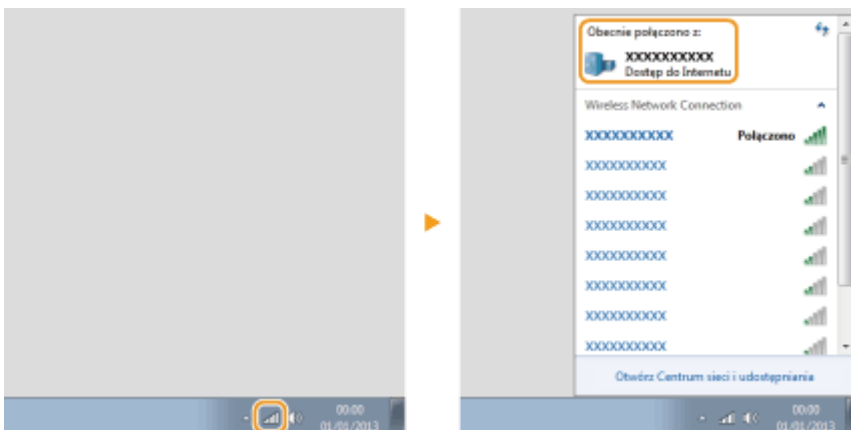 00:00
01/01/2013
Obecnie połączono z:
XXXXXXXXXX
Dostęp do Internetu
Wireless Network Connection
XXXXXXXXXX Połączono
XXXXXXXXXX
XXXXXXXXXX
XXXXXXXXXX
XXXXXXXXXX
XXXXXXXXXX
XXXXXXXXXX
XXXXXXXXXX
Otwórz Centrum sieci i udostępniania
00:00
01/01/2013